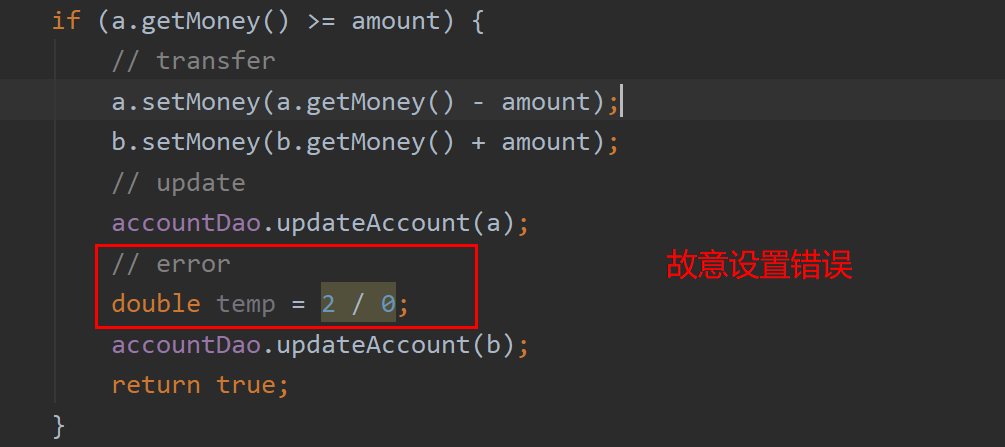 if (a.getMoney() >= amount) {
// transfer
a.setMoney(a.getMoney() - amount);
b.setMoney(b.getMoney() + amount);
// update
accountDao.updateAccount(a);
// error
故意设置错误
double temp = 2 / 0;
accountDao.updateAccount(b);
return true;
}